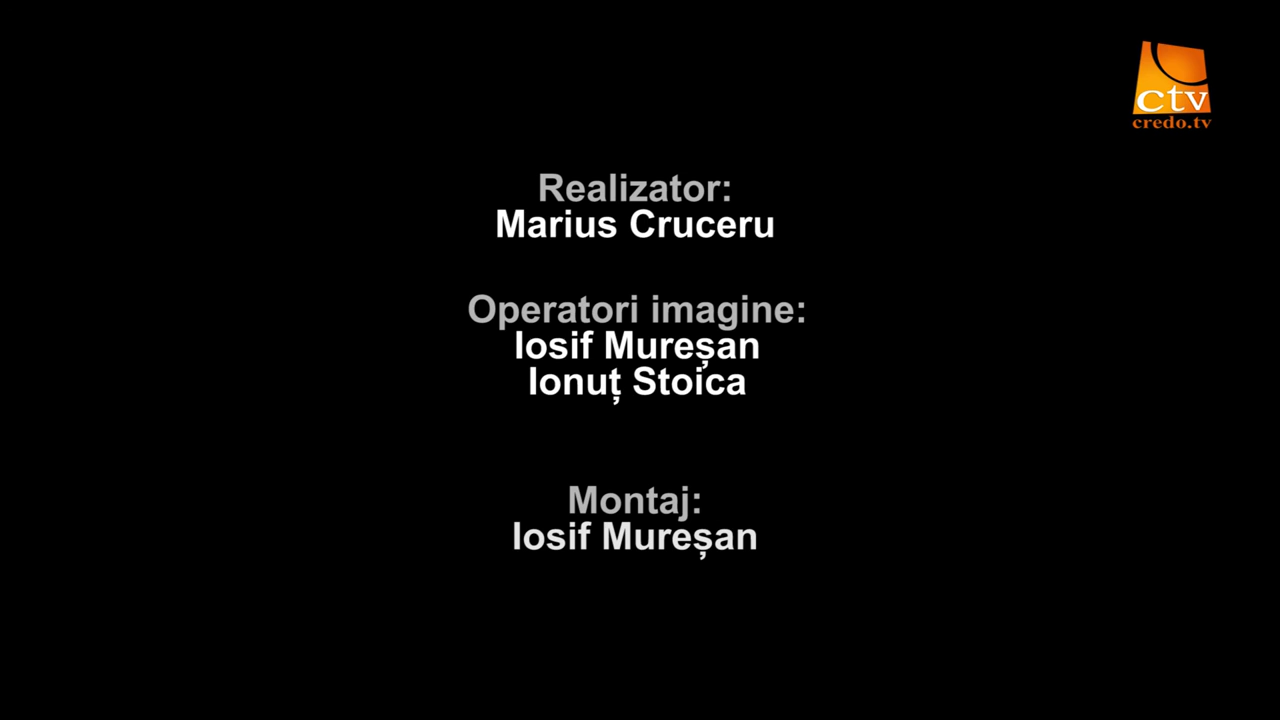 ctv
credo.tv
Realizator:
Marius Cruceru
Operatori imagine:
Iosif Mureșan
Ionuț Stoica
Montaj:
Iosif Mureșan